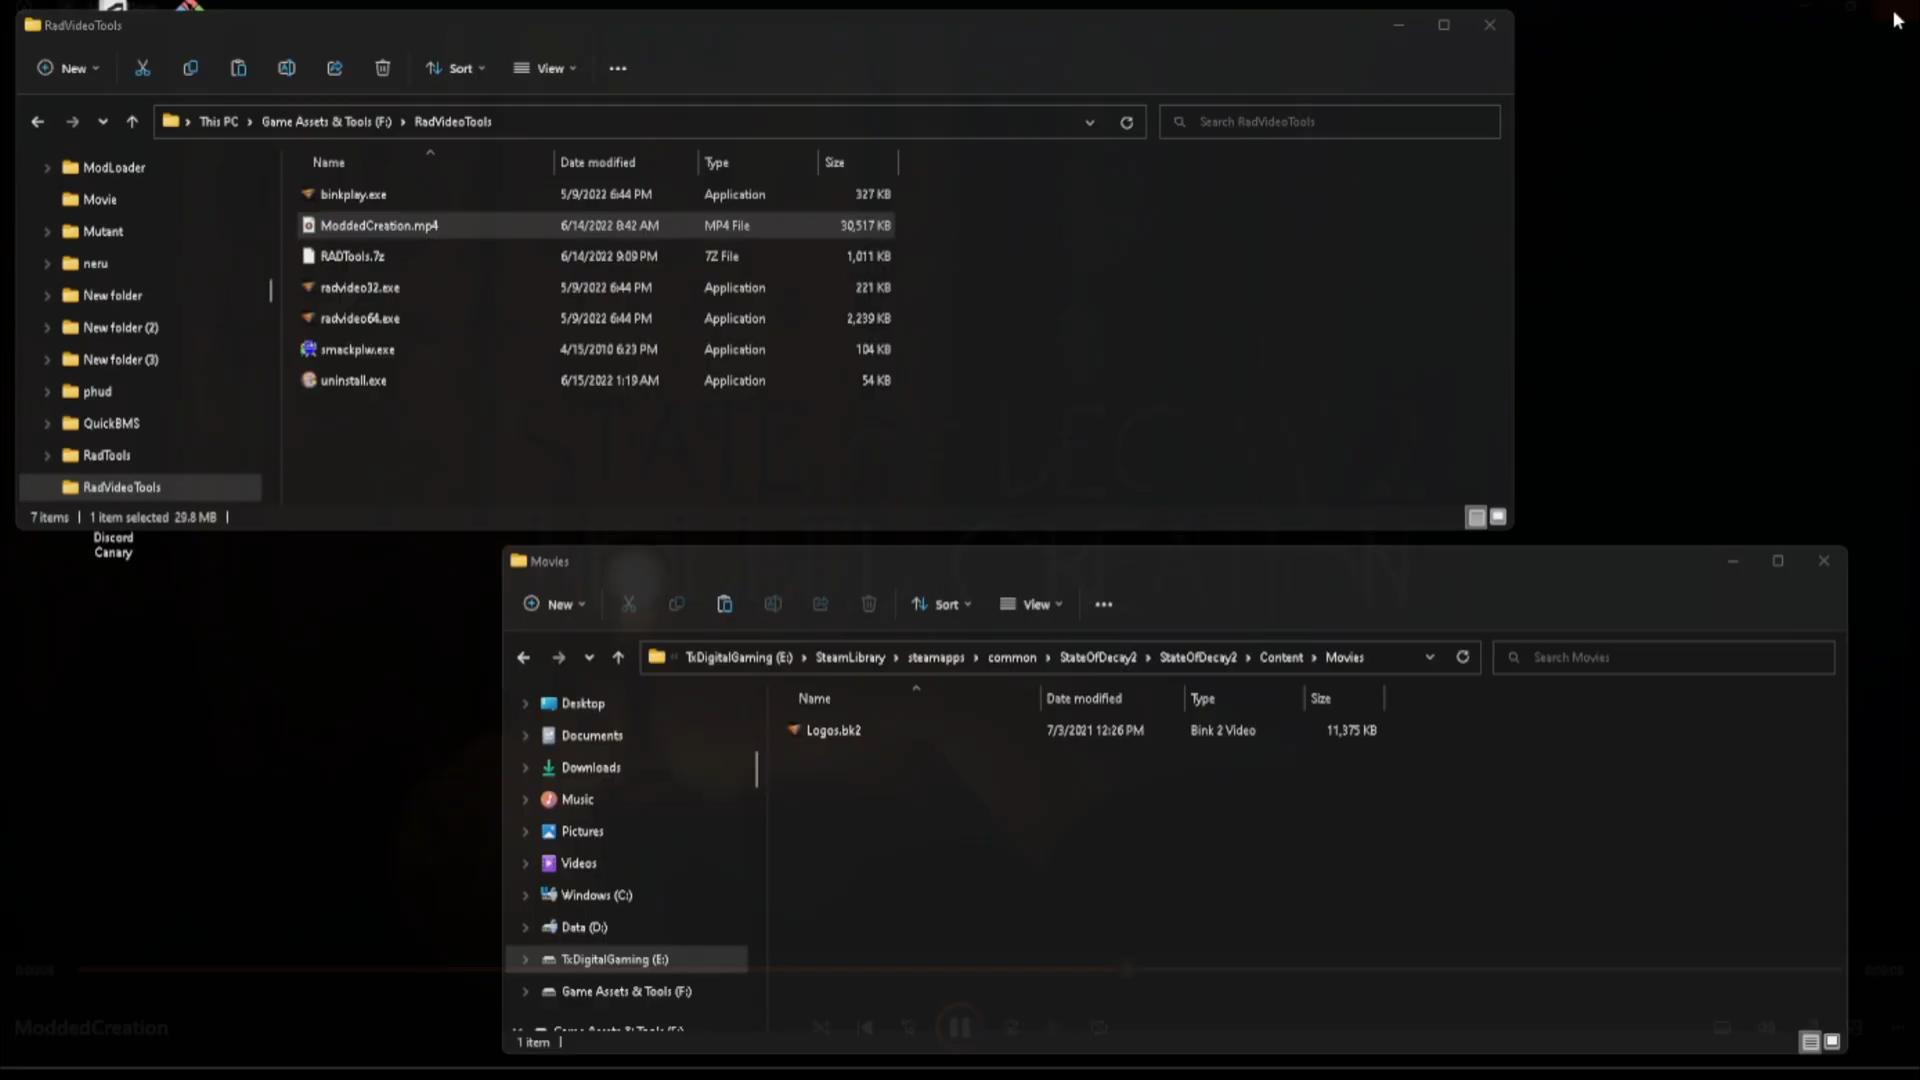 RadVideoTools
New
Sort
View
This PC > Game Assets & Tools (F:) > RadVideoTools
Search RadVideoTools
Name Date modified Type Size
ModLoader
Movie
Mutant
neru
New folder
New folder (2)
New folder (3)
phud
QuickBMS
RadTools
RadVideoTools
binkplay.exe 5/9/2022 6:44 PM Application 327 KB
ModdedCreation.mp4 6/14/2022 8:42 AM MP4 File 30,517 KB
RADTools.7z 6/14/2022 9:09 PM 7Z File 1,011 KB
radvideo32.exe 5/9/2022 6:44 PM Application 221 KB
radvideo64.exe 5/9/2022 6:44 PM Application 2,239 KB
smackplw.exe 4/15/2010 6:23 PM Application 104 KB
uninstall.exe 6/15/2022 1:19 AM Application 54 KB
7 items | 1 item selected 29.8 MB |
Discord
Canary
Movies
New
Sort
View
TxDigitalGaming (E:) > SteamLibrary > steamapps > common > StateOfDecay2 > StateOfDecay2 > Content > Movies
Search Movies
Name Date modified Type Size
Desktop
Documents
Downloads
Music
Pictures
Videos
Windows (C:)
Data (D:)
TxDigitalGaming (E:)
Game Assets & Tools (F:)
Game Assets & Tools (F:)
Logos.bk2 7/3/2021 12:26 PM Bink 2 Video 11,375 KB
1 item |
ModdedCreation